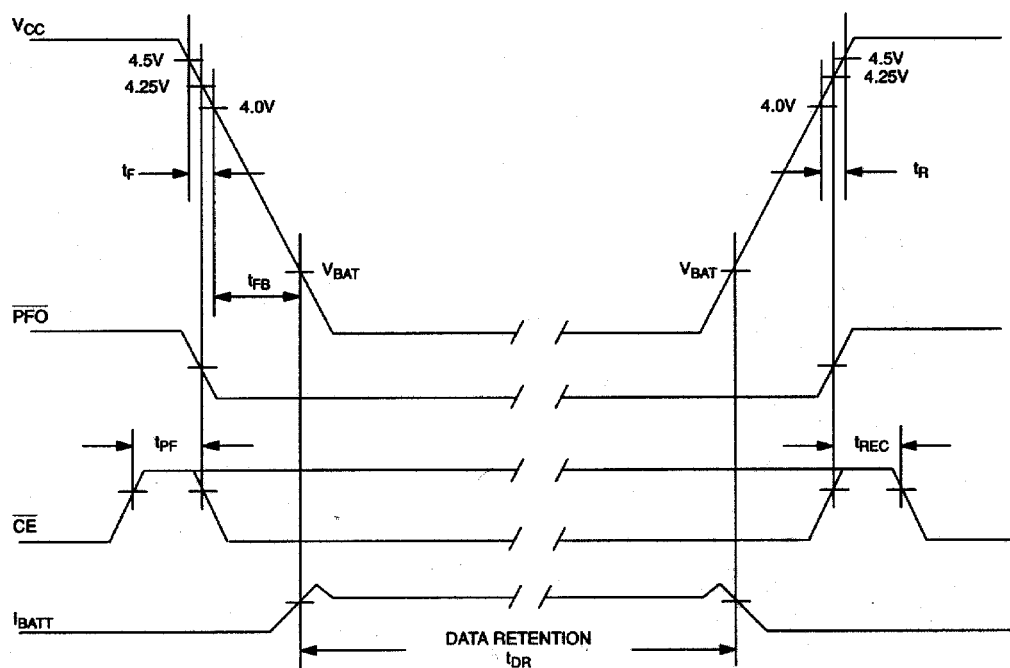 VCC
4.5V
4.25V
4.0V
4.5V
4.25V
4.0V
tF
tR
VBAT
VBAT
tFB
PFO
tPF
tREC
CE
IBATT
DATA RETENTION
tDR